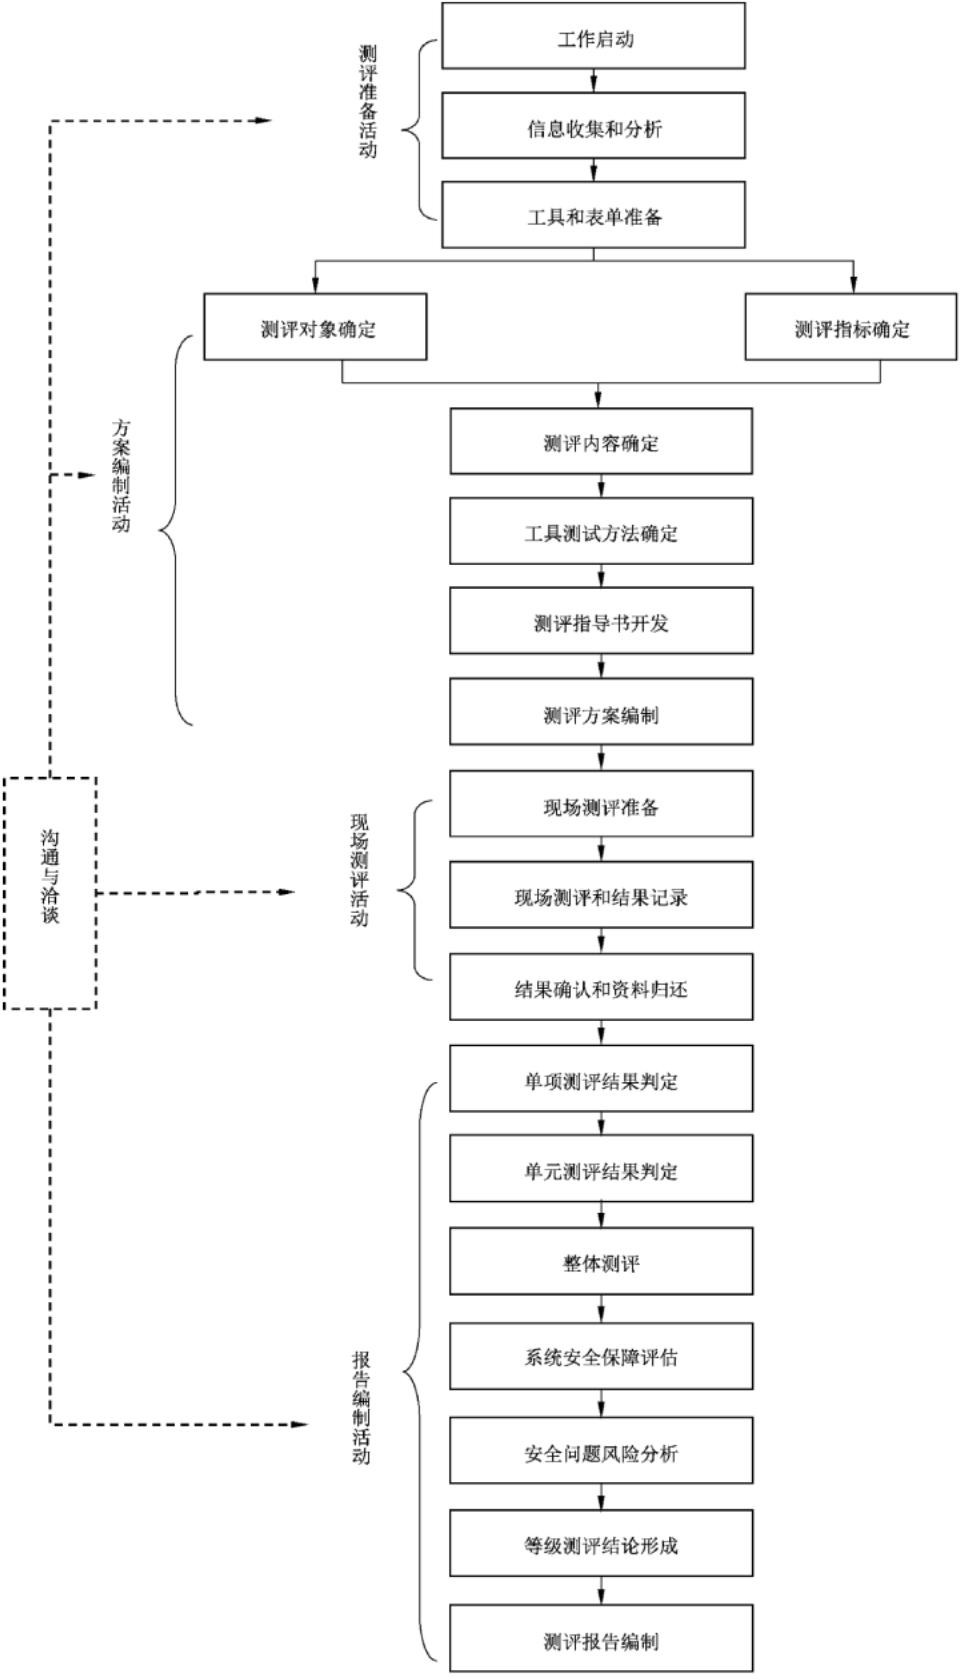 测评准备活动
工作启动
信息收集和分析
工具和表单准备
测评对象确定
测评指标确定
方案编制活动
测评内容确定
工具测试方法确定
测评指导书开发
测评方案编制
沟通与洽谈
现场测评活动
现场测评准备
现场测评和结果记录
结果确认和资料归还
报告编制活动
单项测评结果判定
单元测评结果判定
整体测评
系统安全保障评估
安全问题风险分析
等级测评结论形成
测评报告编制